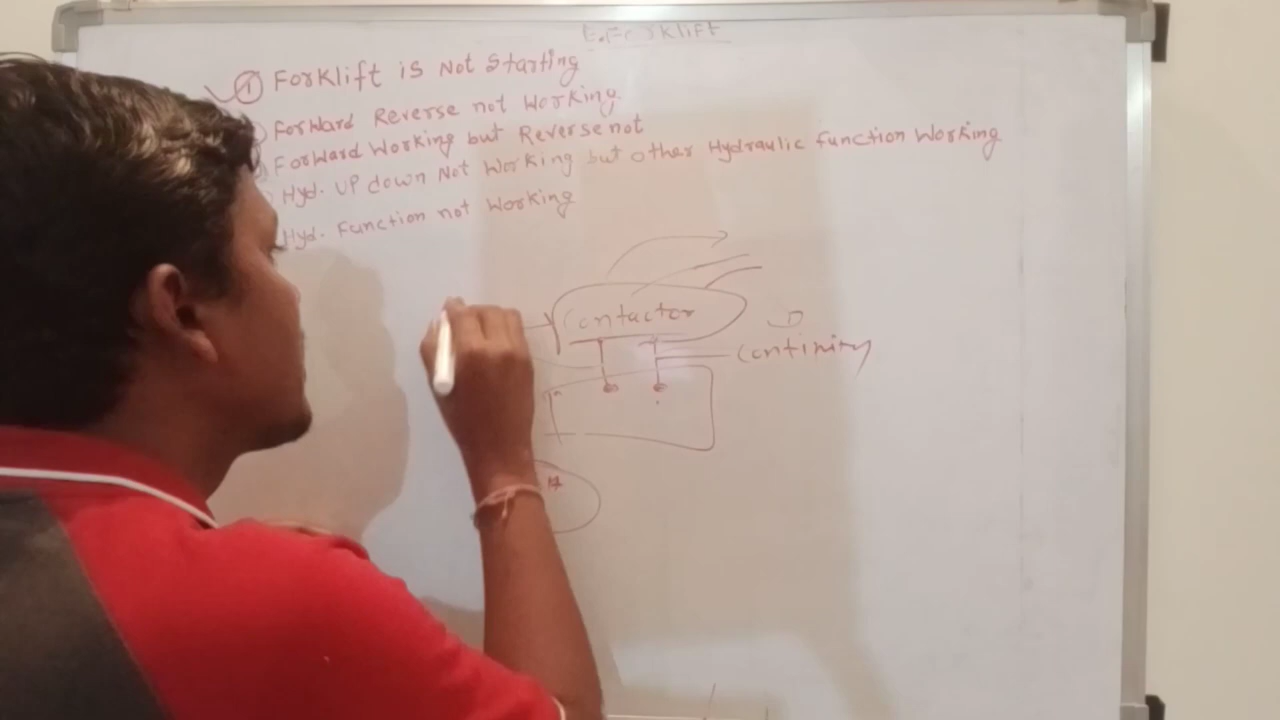 E.Forklift
1 Forklift is Not Starting
Forward Reverse not Working
Forward Working but Reverse not
Hyd. UP down Not Working but other Hydraulic function Working
Hyd. Function not Working
Contactor
Continity